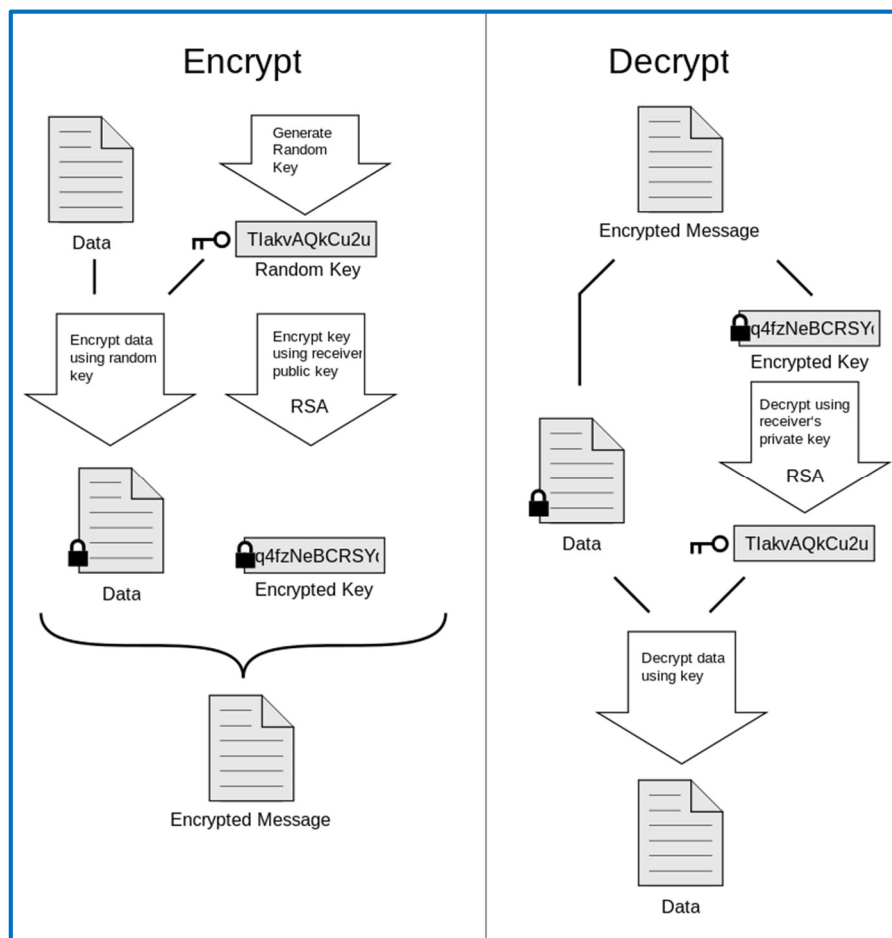 Encrypt
Data
Generate
Random
Key
TIakvAQkCu2u
Random Key
Encrypt data
using random
key
Encrypt key
using receiver
public key
RSA
Data
q4fzNeBCRSY
Encrypted Key
Encrypted Message
Decrypt
Encrypted Message
q4fzNeBCRSY
Encrypted Key
Decrypt using
receiver's
private key
RSA
Data
TIakvAQkCu2u
Decrypt data
using key
Data